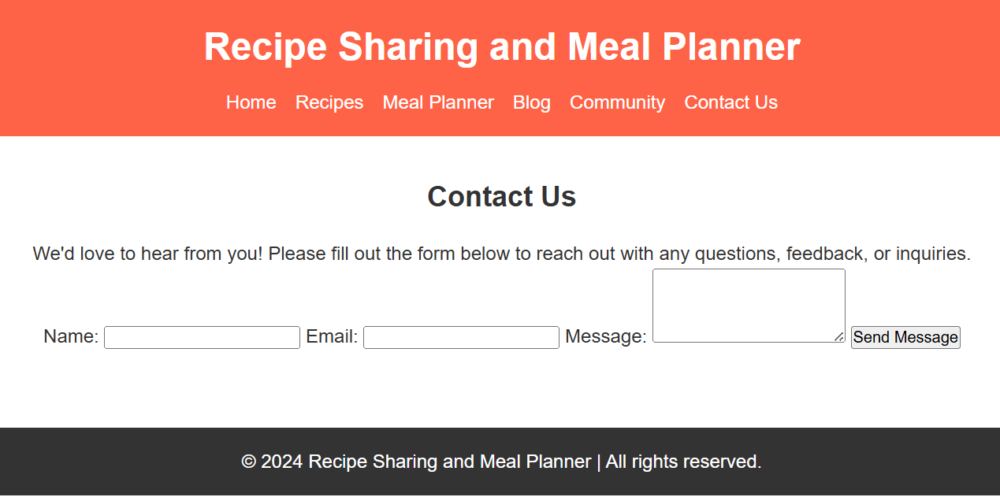 Recipe Sharing and Meal Planner
Home Recipes Meal Planner Blog Community Contact Us
Contact Us
We'd love to hear from you! Please fill out the form below to reach out with any questions, feedback, or inquiries.
Name: Email: Message: Send Message
© 2024 Recipe Sharing and Meal Planner | All rights reserved.